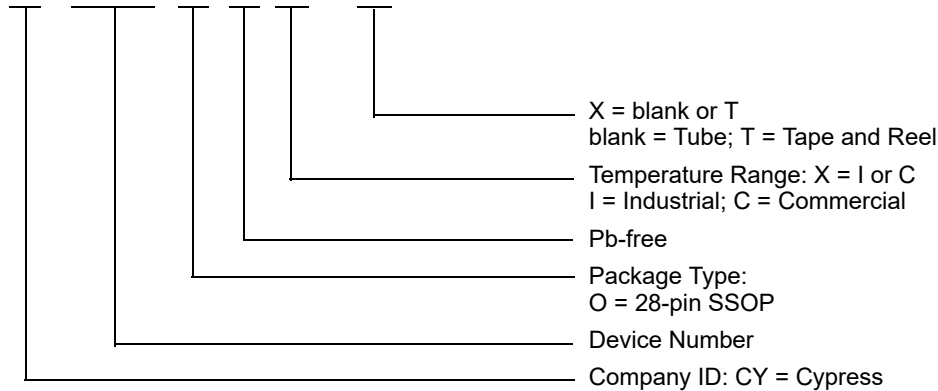 X = blank or T
blank = Tube; T = Tape and Reel
Temperature Range: X = I or C
I = Industrial; C = Commercial
Pb-free
Package Type:
O = 28-pin SSOP
Device Number
Company ID: CY = Cypress